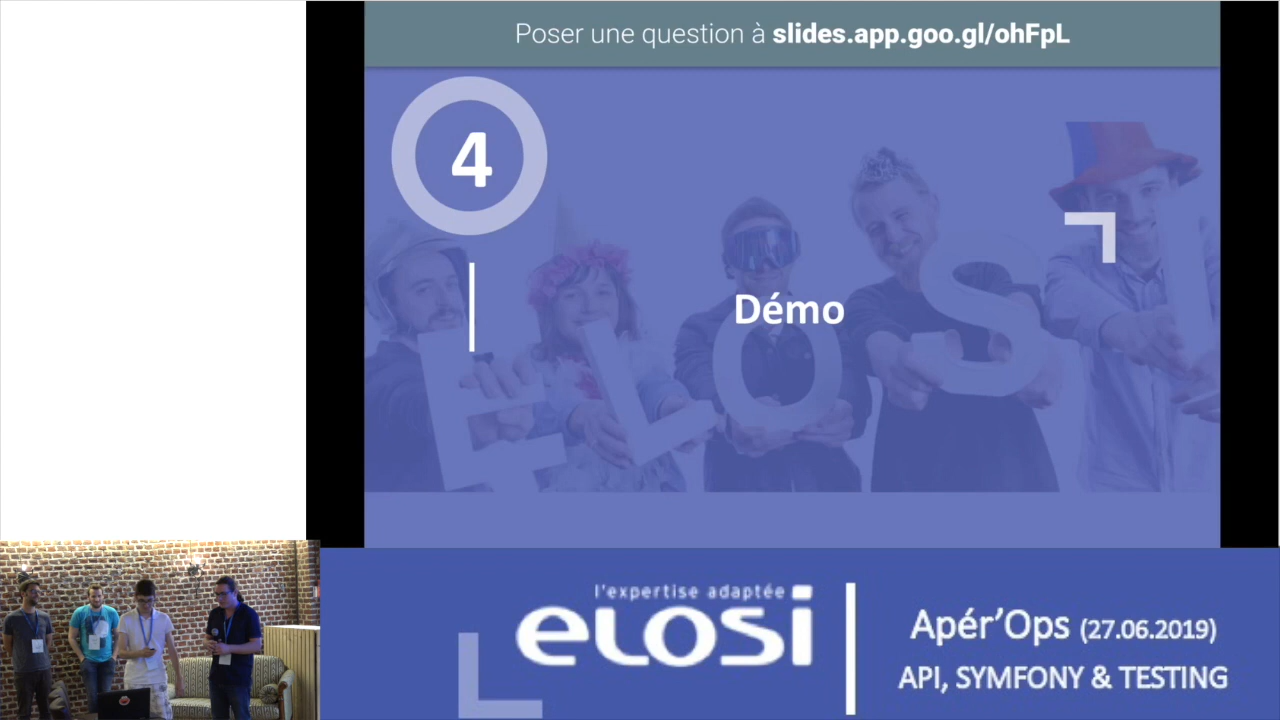 Poser une question à slides.app.goo.gl/ohFpL
4
Démo
ELOSI
l'expertise adaptée
eLOSi
Apér'Ops (27.06.2019)
API, SYMFONY & TESTING